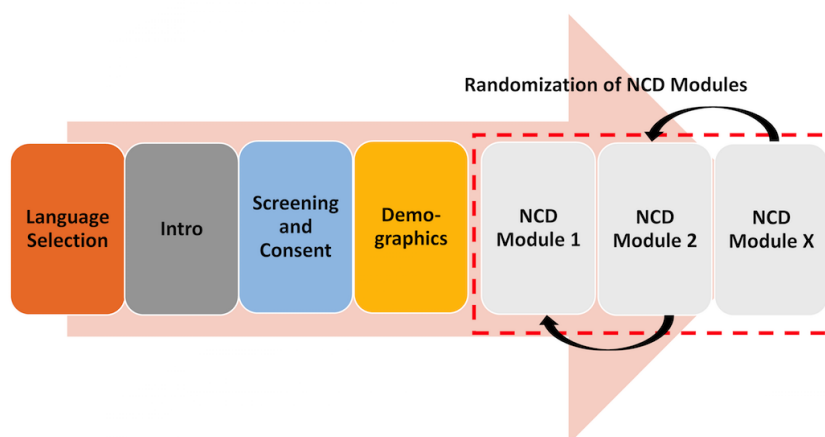 Randomization of NCD Modules
Language
Selection
Intro
Screening
and
Consent
Demo-
graphics
NCD
Module 1
NCD
Module 2
NCD
Module X